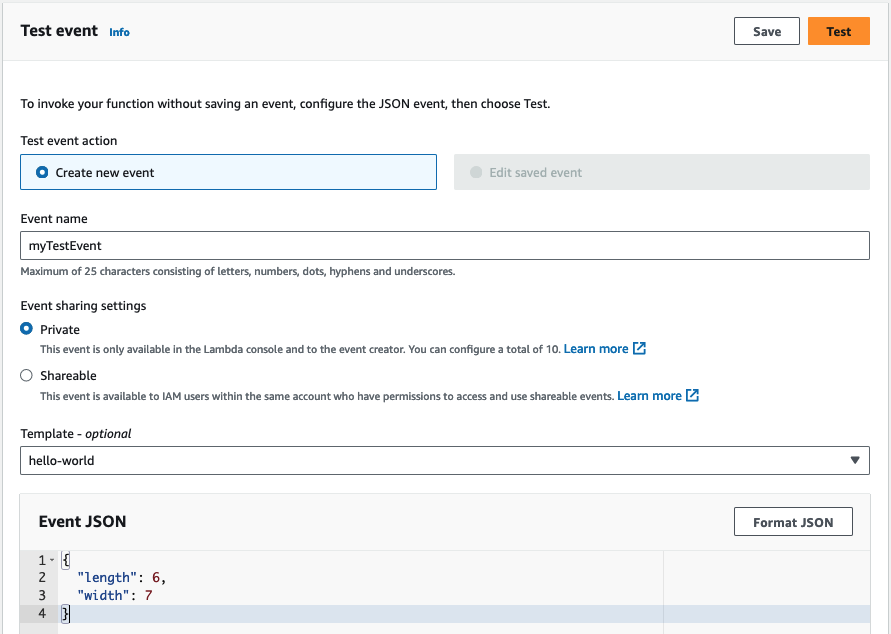 Test event Info Save Test
To invoke your function without saving an event, configure the JSON event, then choose Test.
Test event action
Create new event Edit saved event
Event name
myTestEvent
Maximum of 25 characters consisting of letters, numbers, dots, hyphens and underscores.
Event sharing settings
Private
This event is only available in the Lambda console and to the event creator. You can configure a total of 10. Learn more
Shareable
This event is available to IAM users within the same account who have permissions to access and use shareable events. Learn more
Template - optional
hello-world
Event JSON Format JSON
1 {
2 "length": 6,
3 "width": 7
4 }